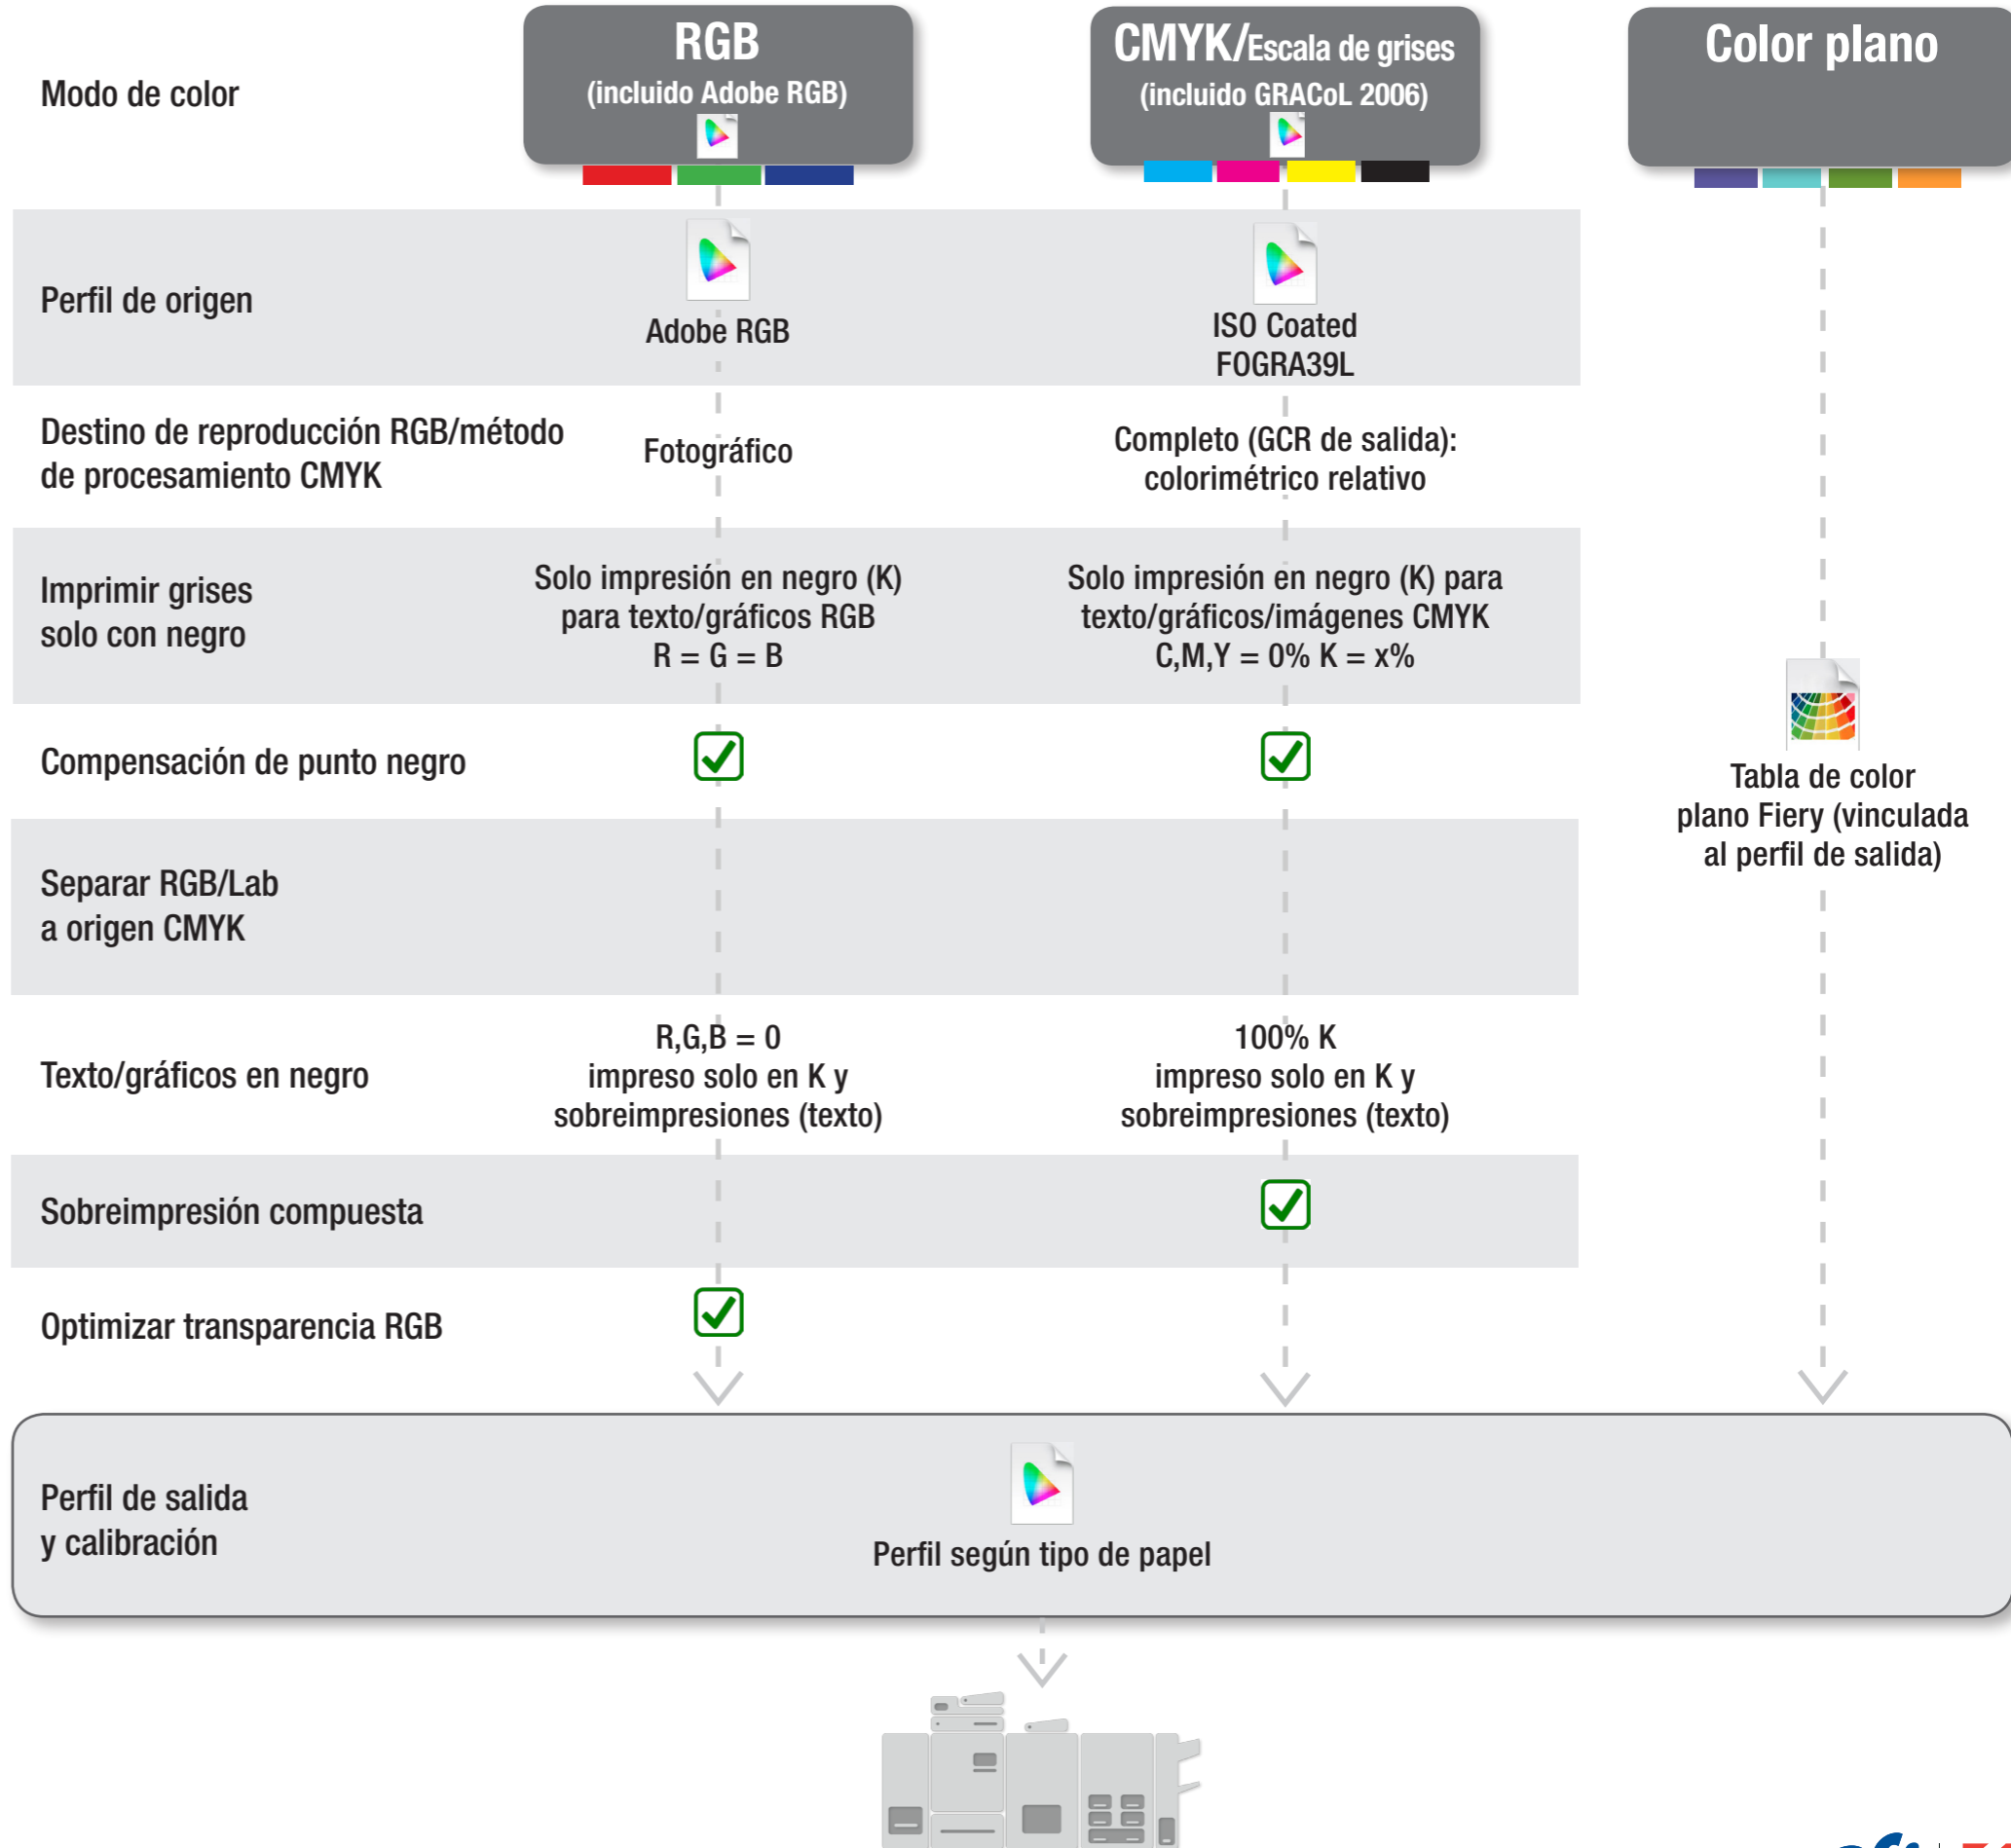 RGB
(incluido Adobe RGB)
CMYK/Escala de grises
(incluido GRACoL 2006)
Color plano
Modo de color
Perfil de origen
Adobe RGB
ISO Coated
FOGRA39L
Destino de reproducción RGB/método
de procesamiento CMYK
Fotográfico
Completo (GCR de salida):
colorimétrico relativo
Imprimir grises
solo con negro
Solo impresión en negro (K)
para texto/gráficos RGB
R = G = B
Solo impresión en negro (K) para
texto/gráficos/imágenes CMYK
C,M,Y = 0% K = x%
Compensación de punto negro
Tabla de color
plano Fiery (vinculada
al perfil de salida)
Separar RGB/Lab
a origen CMYK
Texto/gráficos en negro
R,G,B = 0
impreso solo en K y
sobreimpresiones (texto)
100% K
impreso solo en K y
sobreimpresiones (texto)
Sobreimpresión compuesta
Optimizar transparencia RGB
Perfil de salida
y calibración
Perfil según tipo de papel